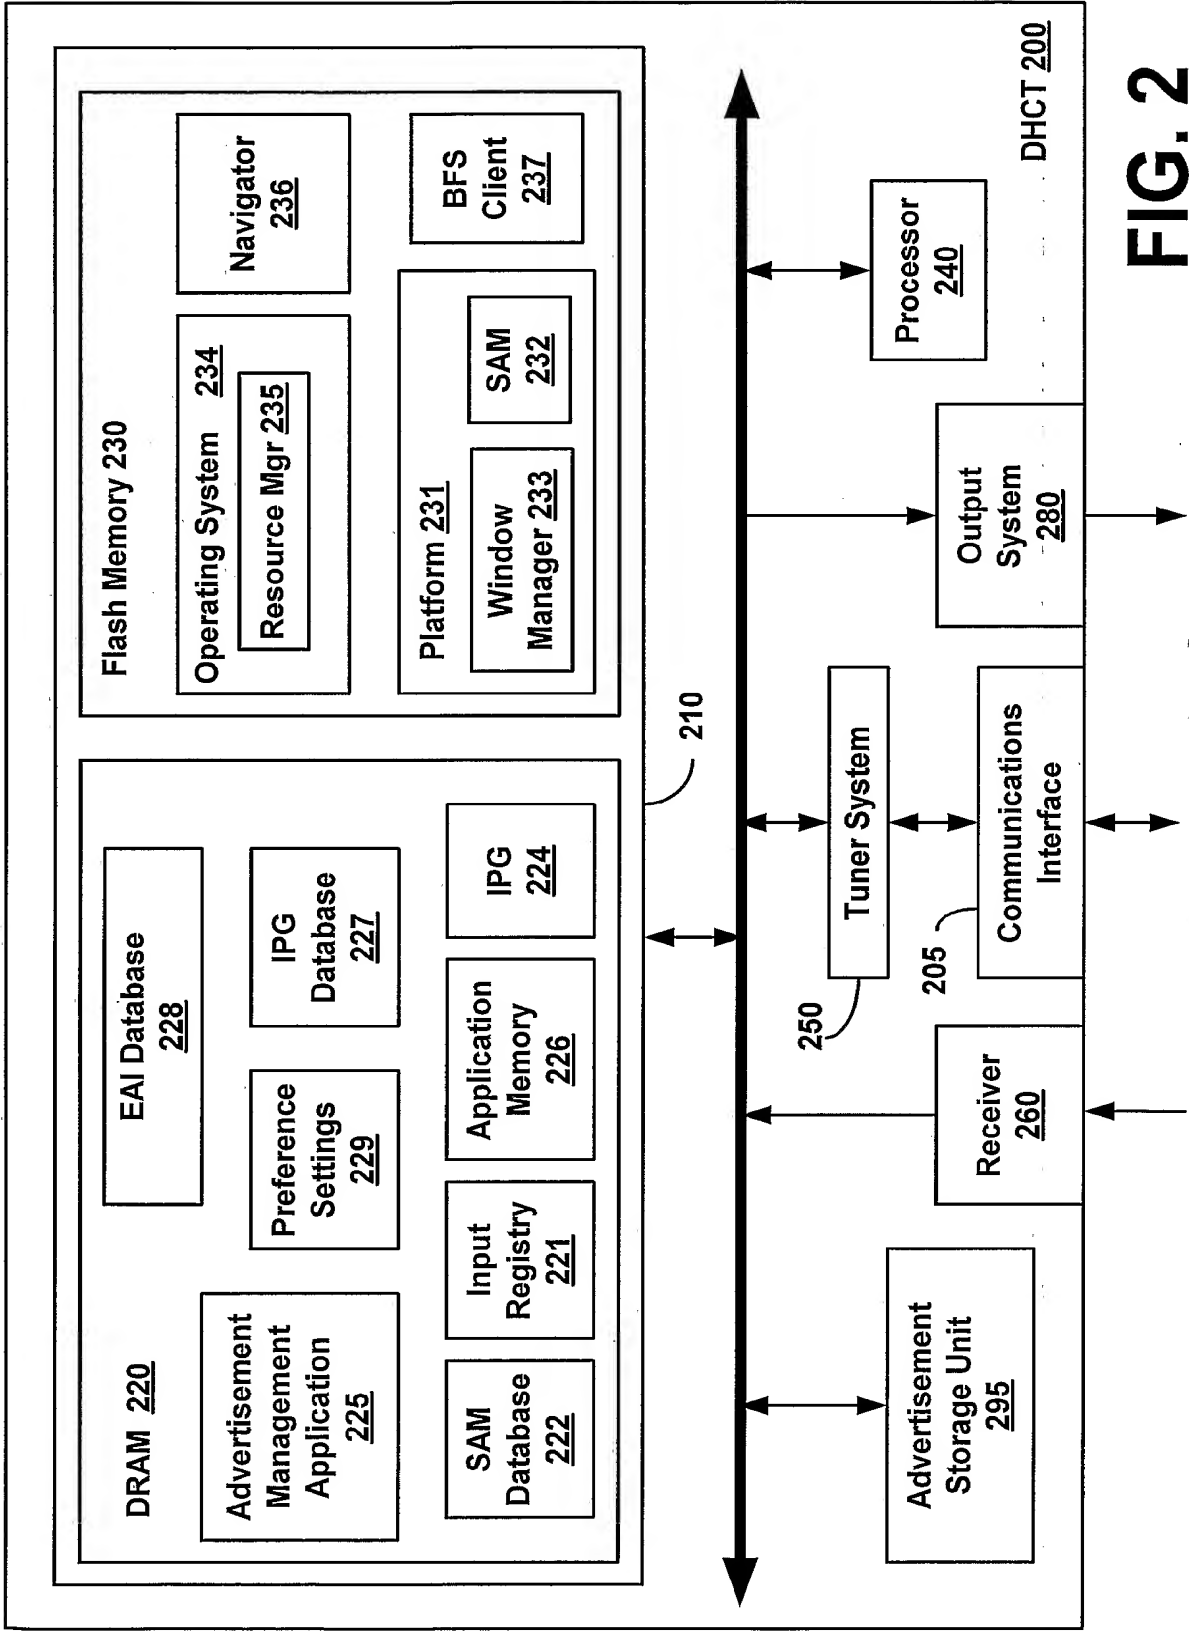 DRAM 220
EAI Database
228
Advertisement
Management
Application
225
Preference
Settings
229
IPG
Database
227
SAM
Database
222
Input
Registry
221
Application
Memory
226
IPG
224
Flash Memory 230
Operating System 234
Resource Mgr 235
Navigator
236
Platform 231
Window
Manager 233
SAM
232
BFS
Client
237
210
Advertisement
Storage Unit
295
Receiver
260
250
Tuner System
205
Communications
Interface
Output
System
280
Processor
240
DHCT 200
FIG. 2